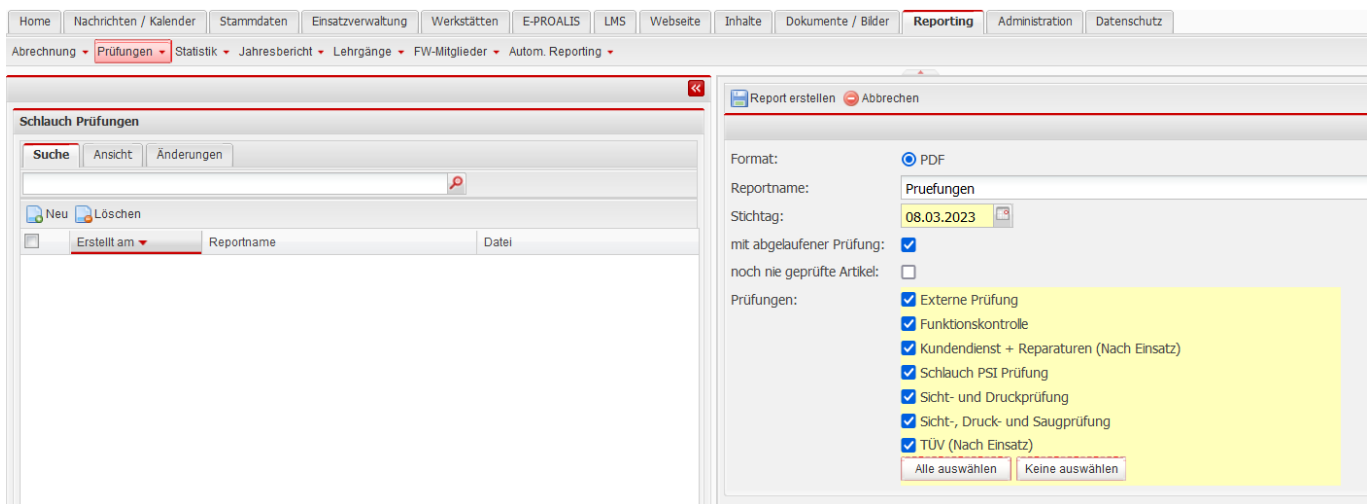 Home Nachrichten / Kalender Stammdaten Einsatzverwaltung Werkstätten E-PROALIS LMS Webseite Inhalte Dokumente / Bilder Reporting Administration Datenschutz
Abrechnung Prüfungen Statistik Jahresbericht Lehrgänge FW-Mitglieder Autom. Reporting
Schlauch Prüfungen
Suche Ansicht Änderungen
Neu Löschen
Erstellt am Reportname Datei
Report erstellen Abbrechen
Format: PDF
Reportname: Pruefungen
Stichtag: 08.03.2023
mit abgelaufener Prüfung:
noch nie geprüfte Artikel:
Prüfungen: Externe Prüfung
Funktionskontrolle
Kundendienst + Reparaturen (Nach Einsatz)
Schlauch PSI Prüfung
Sicht- und Druckprüfung
Sicht-, Druck- und Saugprüfung
TÜV (Nach Einsatz)
Alle auswählen Keine auswählen